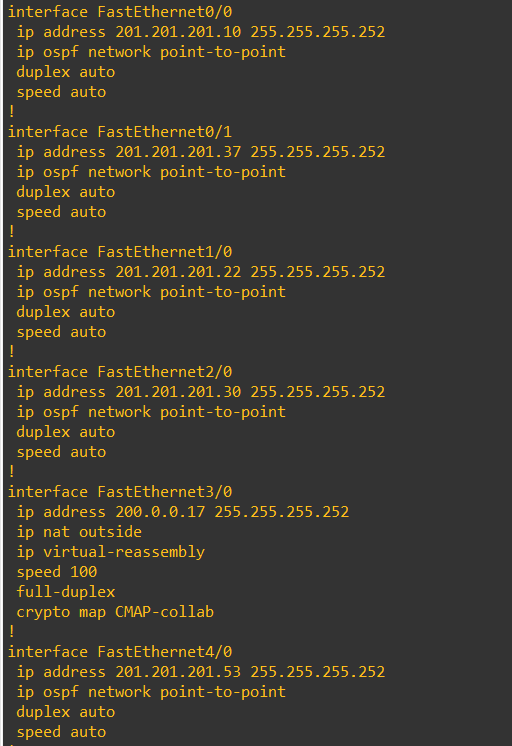 interface FastEthernet0/0
 ip address 201.201.201.10 255.255.255.252
 ip ospf network point-to-point
 duplex auto
 speed auto
!
interface FastEthernet0/1
 ip address 201.201.201.37 255.255.255.252
 ip ospf network point-to-point
 duplex auto
 speed auto
!
interface FastEthernet1/0
 ip address 201.201.201.22 255.255.255.252
 ip ospf network point-to-point
 duplex auto
 speed auto
!
interface FastEthernet2/0
 ip address 201.201.201.30 255.255.255.252
 ip ospf network point-to-point
 duplex auto
 speed auto
!
interface FastEthernet3/0
 ip address 200.0.0.17 255.255.255.252
 ip nat outside
 ip virtual-reassembly
 speed 100
 full-duplex
 crypto map CMAP-collab
!
interface FastEthernet4/0
 ip address 201.201.201.53 255.255.255.252
 ip ospf network point-to-point
 duplex auto
 speed auto